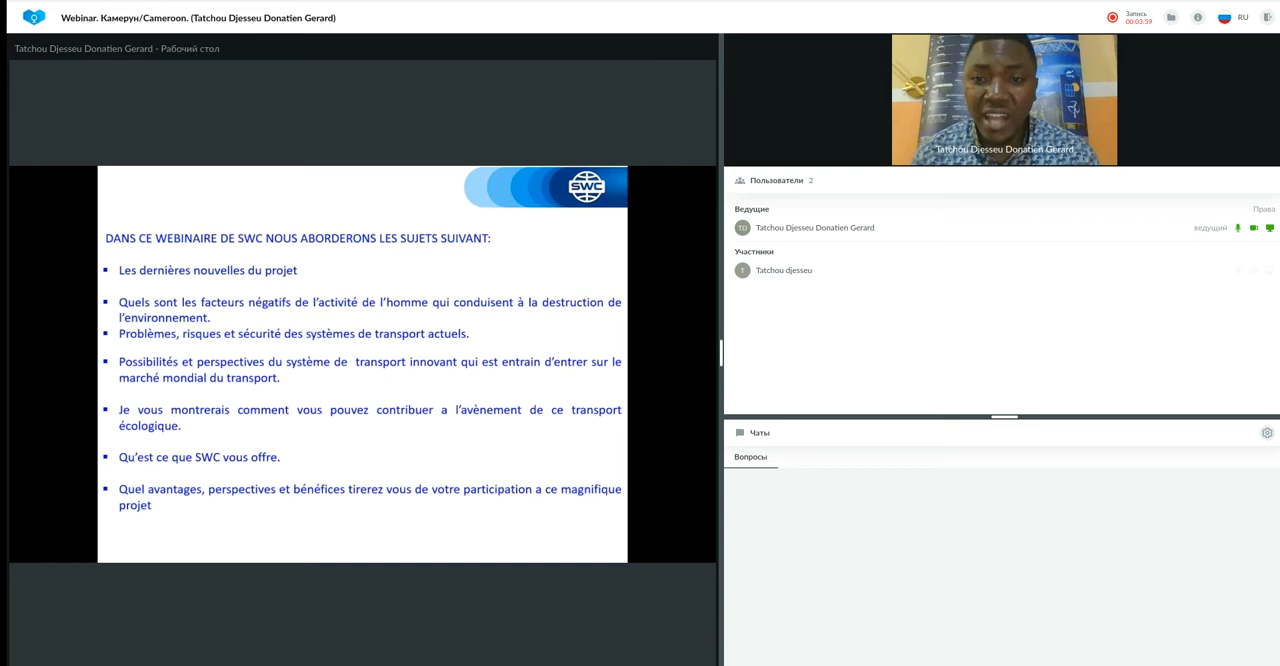 Webinar. Камерун/Cameroon. (Tatchou Djesseu Donatien Gerard)
Запись
00:03:59
RU
Tatchou Djesseu Donatien Gerard - Рабочий стол
Tatchou Djesseu Donatien Gerard
SWC
DANS CE WEBINAIRE DE SWC NOUS ABORDERONS LES SUJETS SUIVANT:
▪ Les dernières nouvelles du projet
▪ Quels sont les facteurs négatifs de l'activité de l'homme qui conduisent à la destruction de
l'environnement.
▪ Problèmes, risques et sécurité des systèmes de transport actuels.
▪ Possibilités et perspectives du système de transport innovant qui est entrain d'entrer sur le
marché mondial du transport.
▪ Je vous montrerais comment vous pouvez contribuer a l'avènement de ce transport
écologique.
▪ Qu'est ce que SWC vous offre.
▪ Quel avantages, perspectives et bénéfices tirerez vous de votre participation a ce magnifique
projet
Пользователи 2
Ведущие Права
TD Tatchou Djesseu Donatien Gerard ведущий
Участники
T Tatchou djesseu
Чаты
Вопросы